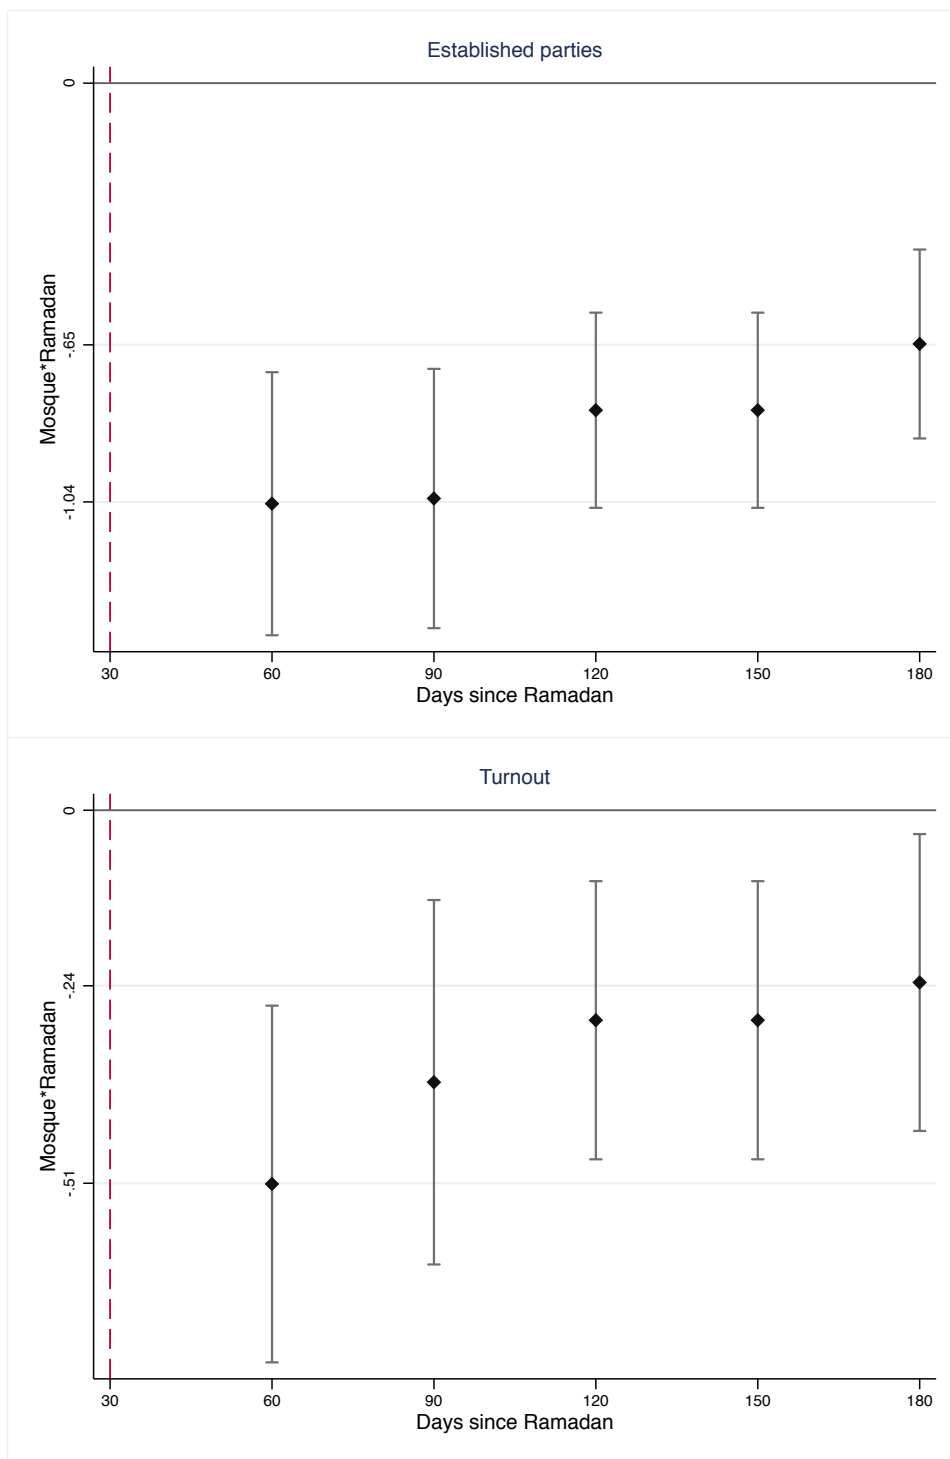 Established parties
0
-.65
-1.04
Mosque*Ramadan
30 60 90 120 150 180
Days since Ramadan
Turnout
0
-.24
-.51
Mosque*Ramadan
30 60 90 120 150 180
Days since Ramadan